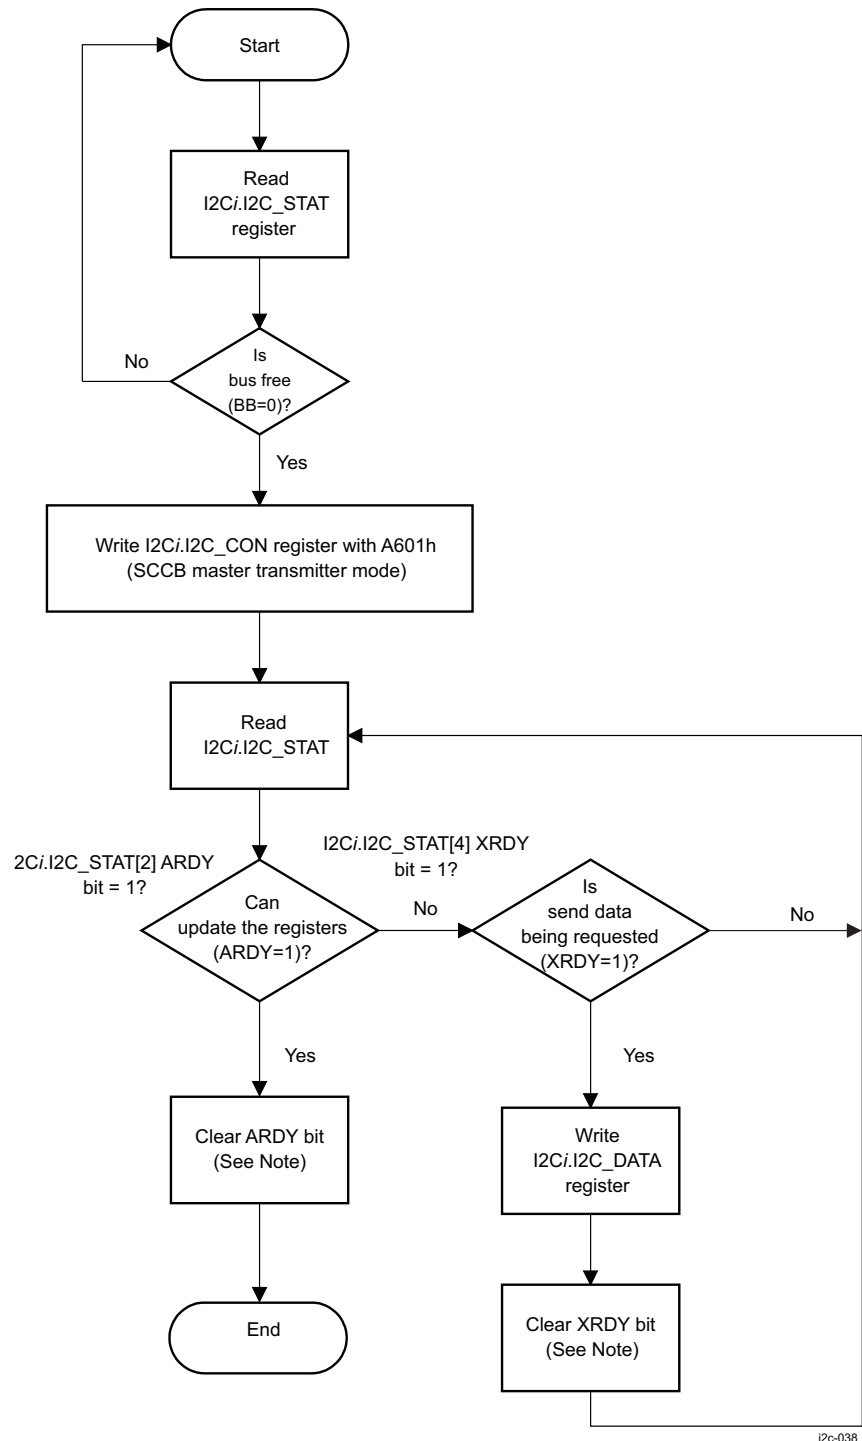 Start
Read
I2Ci.I2C_STAT
register
Is
bus free
(BB=0)?
No
Yes
Write I2Ci.I2C_CON register with A601h
(SCCB master transmitter mode)
Read
I2Ci.I2C_STAT
2Ci.I2C_STAT[2] ARDY
bit = 1?
I2Ci.I2C_STAT[4] XRDY
bit = 1?
Can
update the registers
(ARDY=1)?
No
Is
send data
being requested
(XRDY=1)?
No
Yes
Yes
Clear ARDY bit
(See Note)
Write
I2Ci.I2C_DATA
register
End
Clear XRDY bit
(See Note)
i2c-038